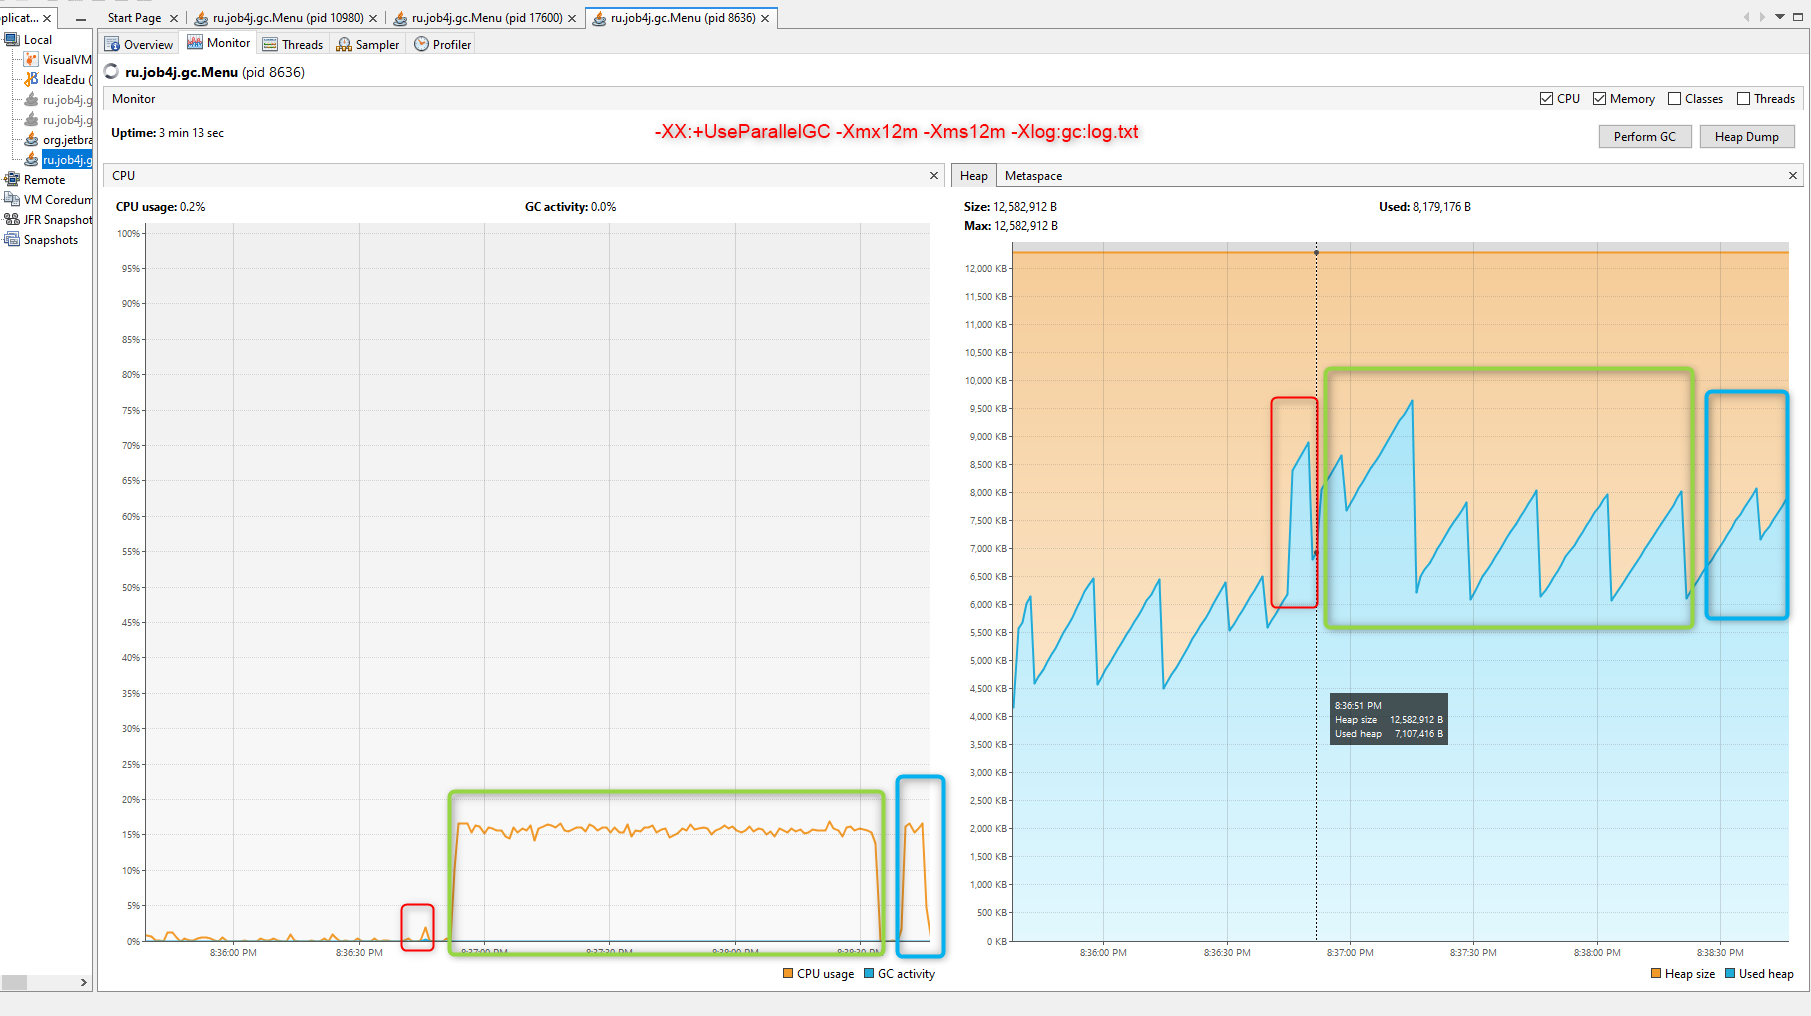 Applicat...
Start Page
ru.job4j.gc.Menu (pid 10980)
ru.job4j.gc.Menu (pid 17600)
ru.job4j.gc.Menu (pid 8636)
Local
VisualVM
IdeaEdu (
ru.job4j.g
ru.job4j.g
org.jetbra
ru.job4j.g
Remote
VM Coredum
JFR Snapshot
Snapshots
Overview
Monitor
Threads
Sampler
Profiler
ru.job4j.gc.Menu (pid 8636)
Monitor
CPU
Memory
Classes
Threads
Uptime: 3 min 13 sec
-XX:+UseParallelGC -Xmx12m -Xms12m -Xlog:gc:log.txt
Perform GC
Heap Dump
CPU
CPU usage: 0.2%
GC activity: 0.0%
100%
95%
90%
85%
80%
75%
70%
65%
60%
55%
50%
45%
40%
35%
30%
25%
20%
15%
10%
5%
0%
8:36:00 PM
8:36:30 PM
8:37:00 PM
8:37:30 PM
8:38:00 PM
8:38:30 PM
CPU usage
GC activity
Heap
Metaspace
Size: 12,582,912 B
Used: 8,179,176 B
Max: 12,582,912 B
12,000 KB
11,500 KB
11,000 KB
10,500 KB
10,000 KB
9,500 KB
9,000 KB
8,500 KB
8,000 KB
7,500 KB
7,000 KB
6,500 KB
6,000 KB
5,500 KB
5,000 KB
4,500 KB
4,000 KB
3,500 KB
3,000 KB
2,500 KB
2,000 KB
1,500 KB
1,000 KB
500 KB
0 KB
8:36:51 PM
Heap size 12,582,912 B
Used heap 7,107,416 B
8:36:00 PM
8:36:30 PM
8:37:00 PM
8:37:30 PM
8:38:00 PM
8:38:30 PM
Heap size
Used heap